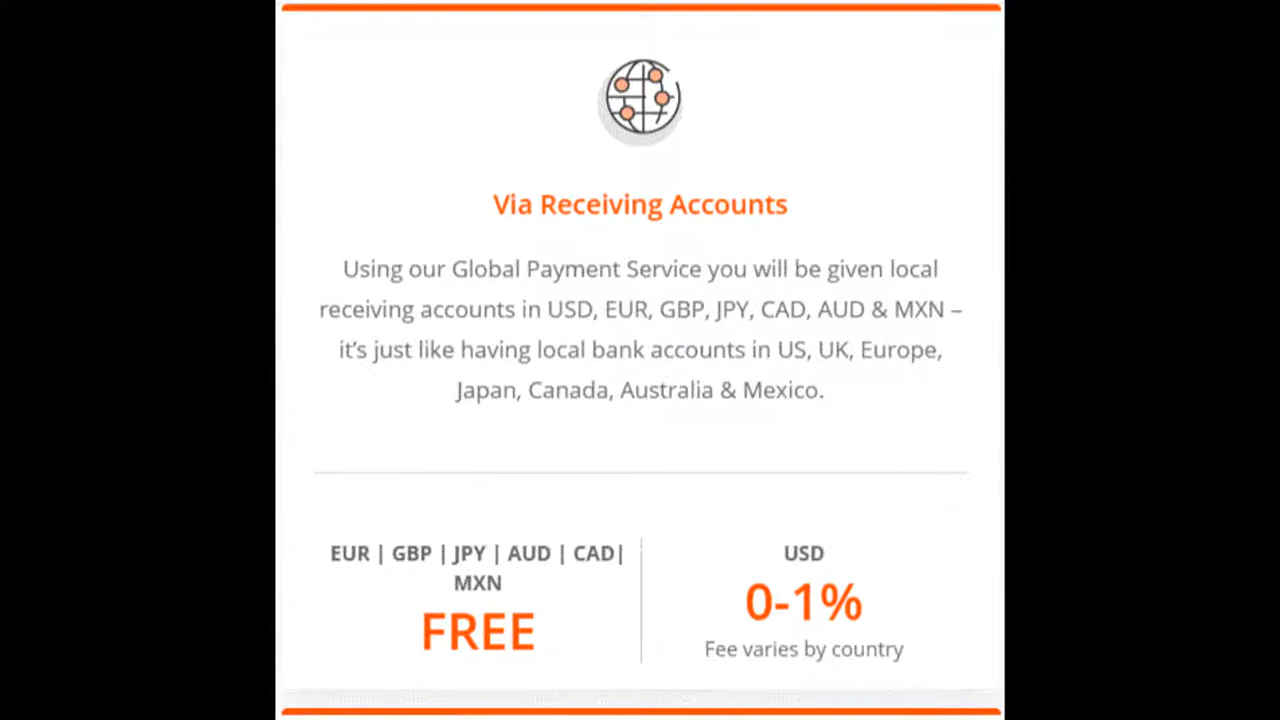 Via Receiving Accounts
Using our Global Payment Service you will be given local
receiving accounts in USD, EUR, GBP, JPY, CAD, AUD & MXN –
it’s just like having local bank accounts in US, UK, Europe,
Japan, Canada, Australia & Mexico.
EUR | GBP | JPY | AUD | CAD|
MXN
FREE
USD
0-1%
Fee varies by country